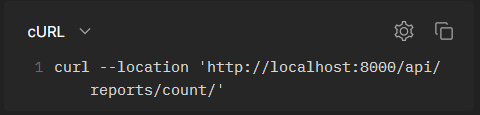 cURL
1 curl --location 'http://localhost:8000/api/
reports/count/'